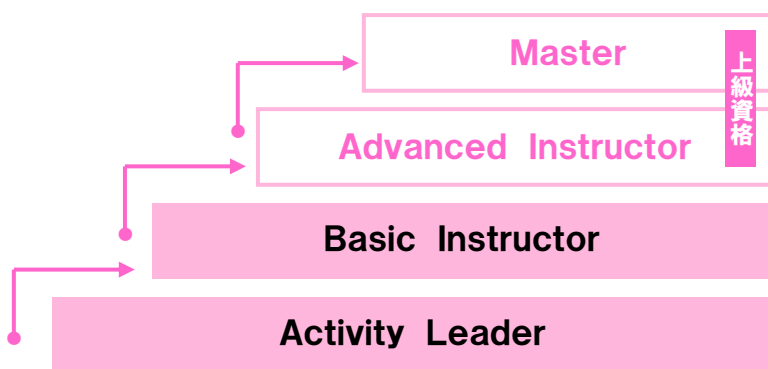 Master
上級資格
Advanced Instructor
Basic Instructor
Activity Leader